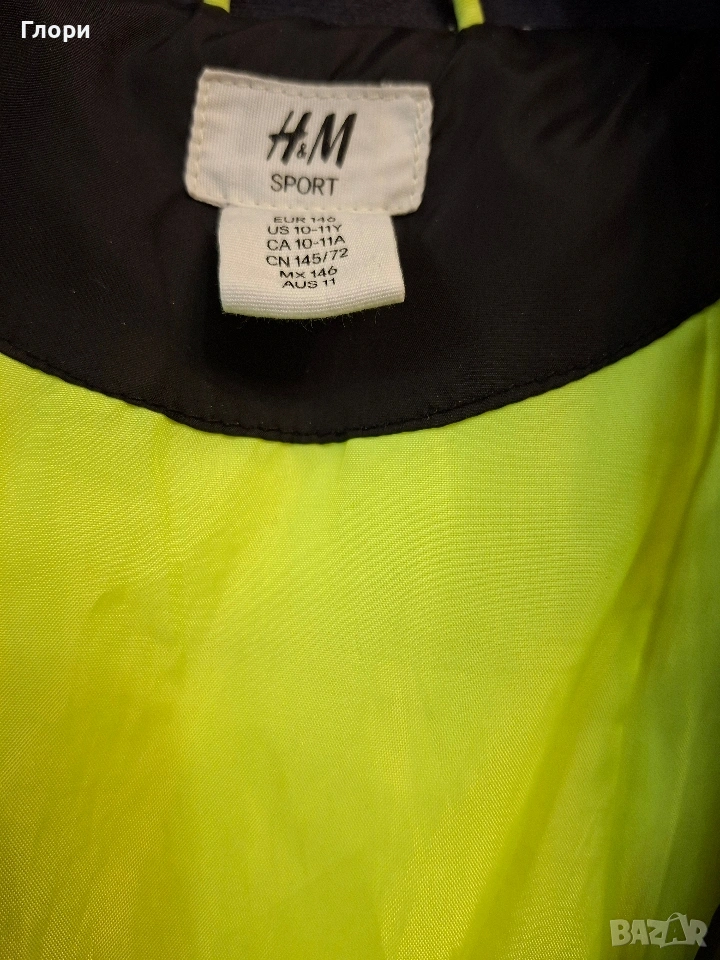 Глори
H&M
SPORT
EUR 146
US 10-11Y
CA 10-11A
CN 145/72
MX 146
AUS 11
BAZAR